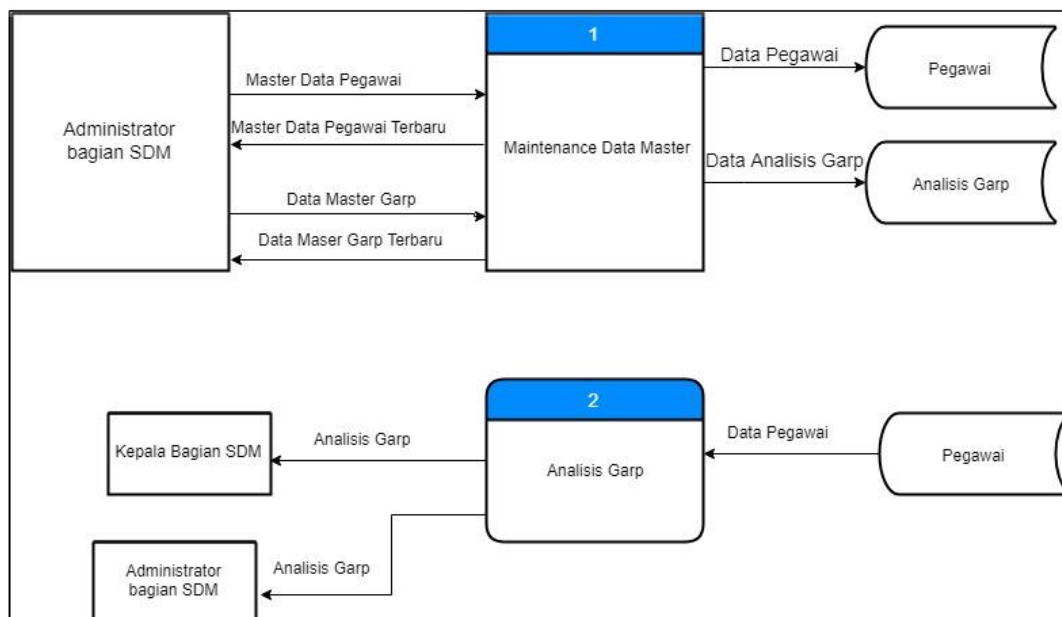 1
Data Pegawai
Pegawai
Master Data Pegawai
Administrator
bagian SDM
Master Data Pegawai Terbaru
Maintenance Data Master
Data Analisis Garp
Analisis Garp
Data Master Garp
Data Maser Garp Terbaru
2
Kepala Bagian SDM
Analisis Garp
Analisis Garp
Data Pegawai
Pegawai
Administrator
bagian SDM
Analisis Garp